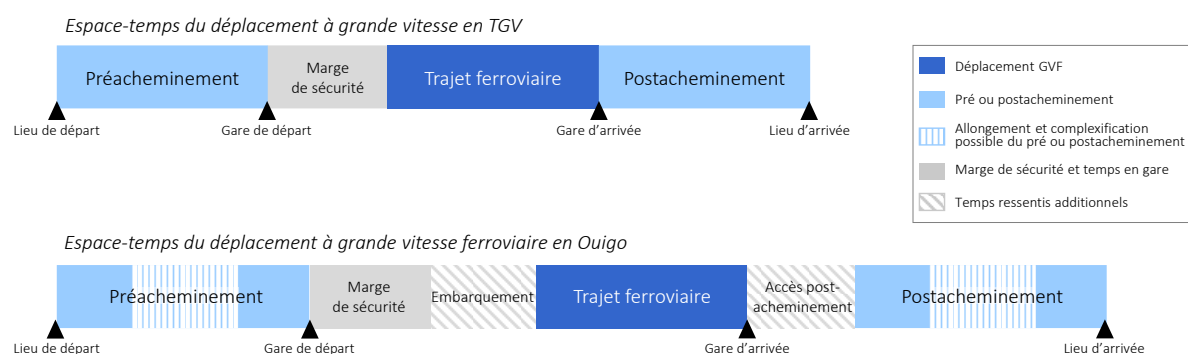 Espace-temps du déplacement à grande vitesse en TGV
Préacheminement
Marge
de sécurité
Trajet ferroviaire
Postacheminement
Lieu de départ
Gare de départ
Gare d’arrivée
Lieu d’arrivée
Déplacement GVF
Pré ou postacheminement
Allongement et complexification
possible du pré ou postacheminement
Marge de sécurité et temps en gare
Temps ressentis additionnels
Espace-temps du déplacement à grande vitesse ferroviaire en Ouigo
Préacheminement
Marge
de sécurité
Embarquement
Trajet ferroviaire
Accès post-
acheminement
Postacheminement
Lieu de départ
Gare de départ
Gare d’arrivée
Lieu d’arrivée